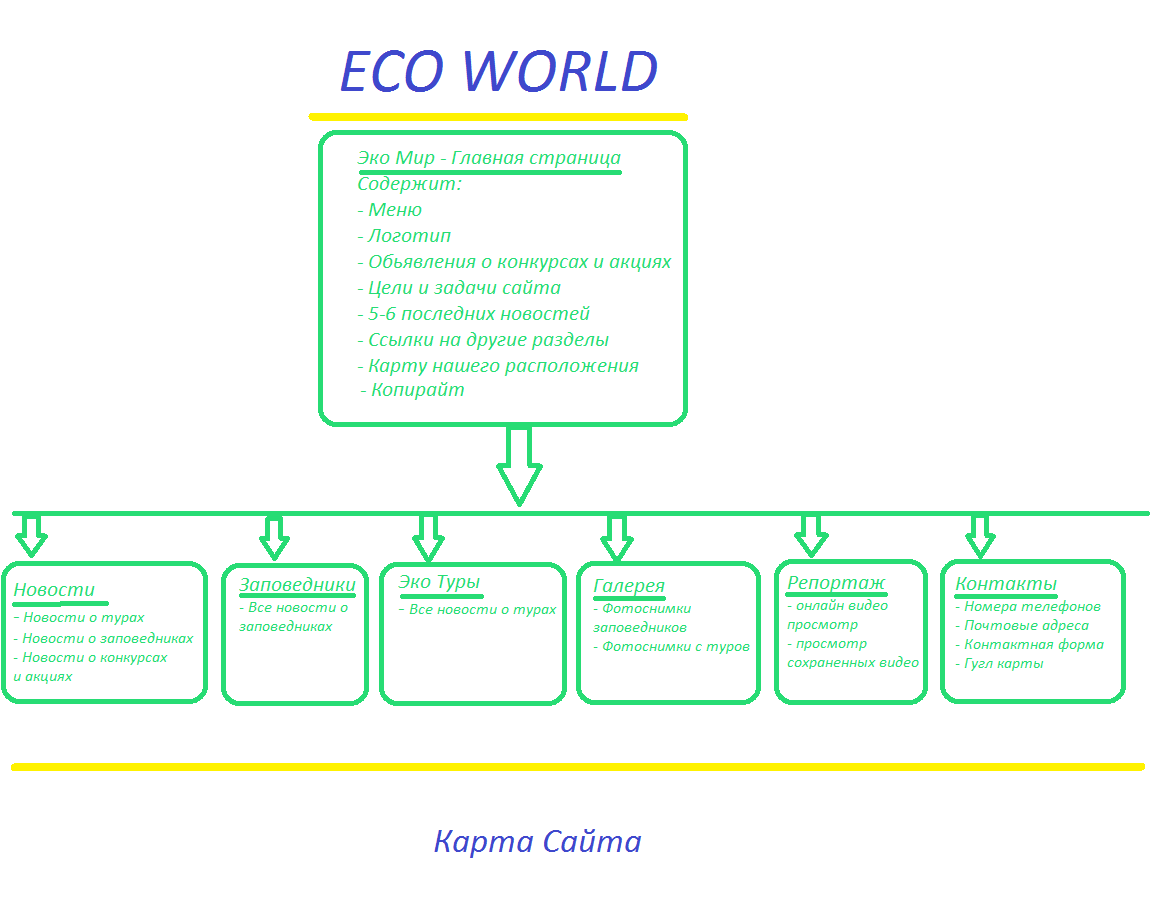 ECO WORLD
Эко Мир - Главная страница
Содержит:
- Меню
- Логотип
- Обьявления о конкурсах и акциях
- Цели и задачи сайта
- 5-6 последних новостей
- Ссылки на другие разделы
- Карту нашего расположения
- Копирайт
Новости
- Новости о турах
- Новости о заповедниках
- Новости о конкурсах
и акциях
Заповедники
- Все новости о
заповедниках
Эко Туры
- Все новости о турах
Галерея
- Фотоснимки
заповедников
- Фотоснимки с туров
Репортаж
- онлайн видео
просмотр
- просмотр
сохраненных видео
Контакты
- Номера телефонов
- Почтовые адреса
- Контактная форма
- Гугл карты
Карта Сайта